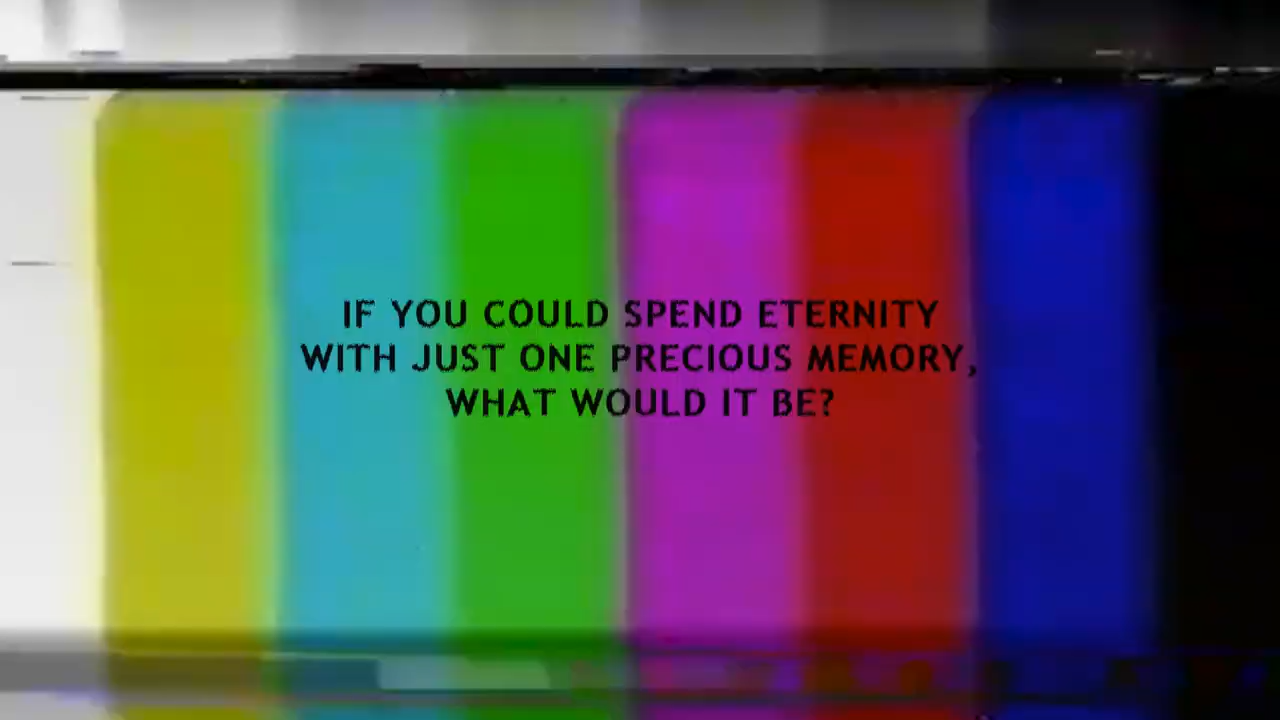 IF YOU COULD SPEND ETERNITY
WITH JUST ONE PRECIOUS MEMORY,
WHAT WOULD IT BE?